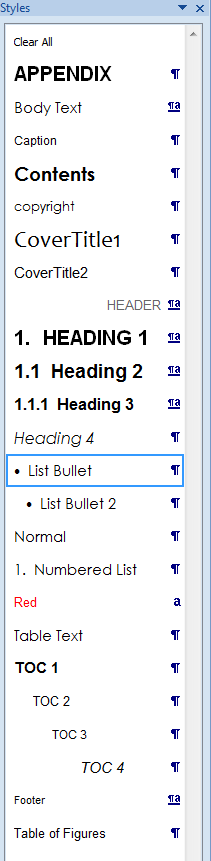 Styles
Clear All
APPENDIX ¶
Body Text ¶a
Caption ¶
Contents ¶
copyright ¶
CoverTitle1 ¶
CoverTitle2 ¶
HEADER ¶a
1. HEADING 1 ¶a
1.1 Heading 2 ¶a
1.1.1 Heading 3 ¶a
Heading 4 ¶
• List Bullet ¶
• List Bullet 2 ¶
Normal ¶
1. Numbered List ¶
Red a
Table Text ¶
TOC 1 ¶
TOC 2 ¶
TOC 3 ¶
TOC 4 ¶
Footer ¶a
Table of Figures ¶